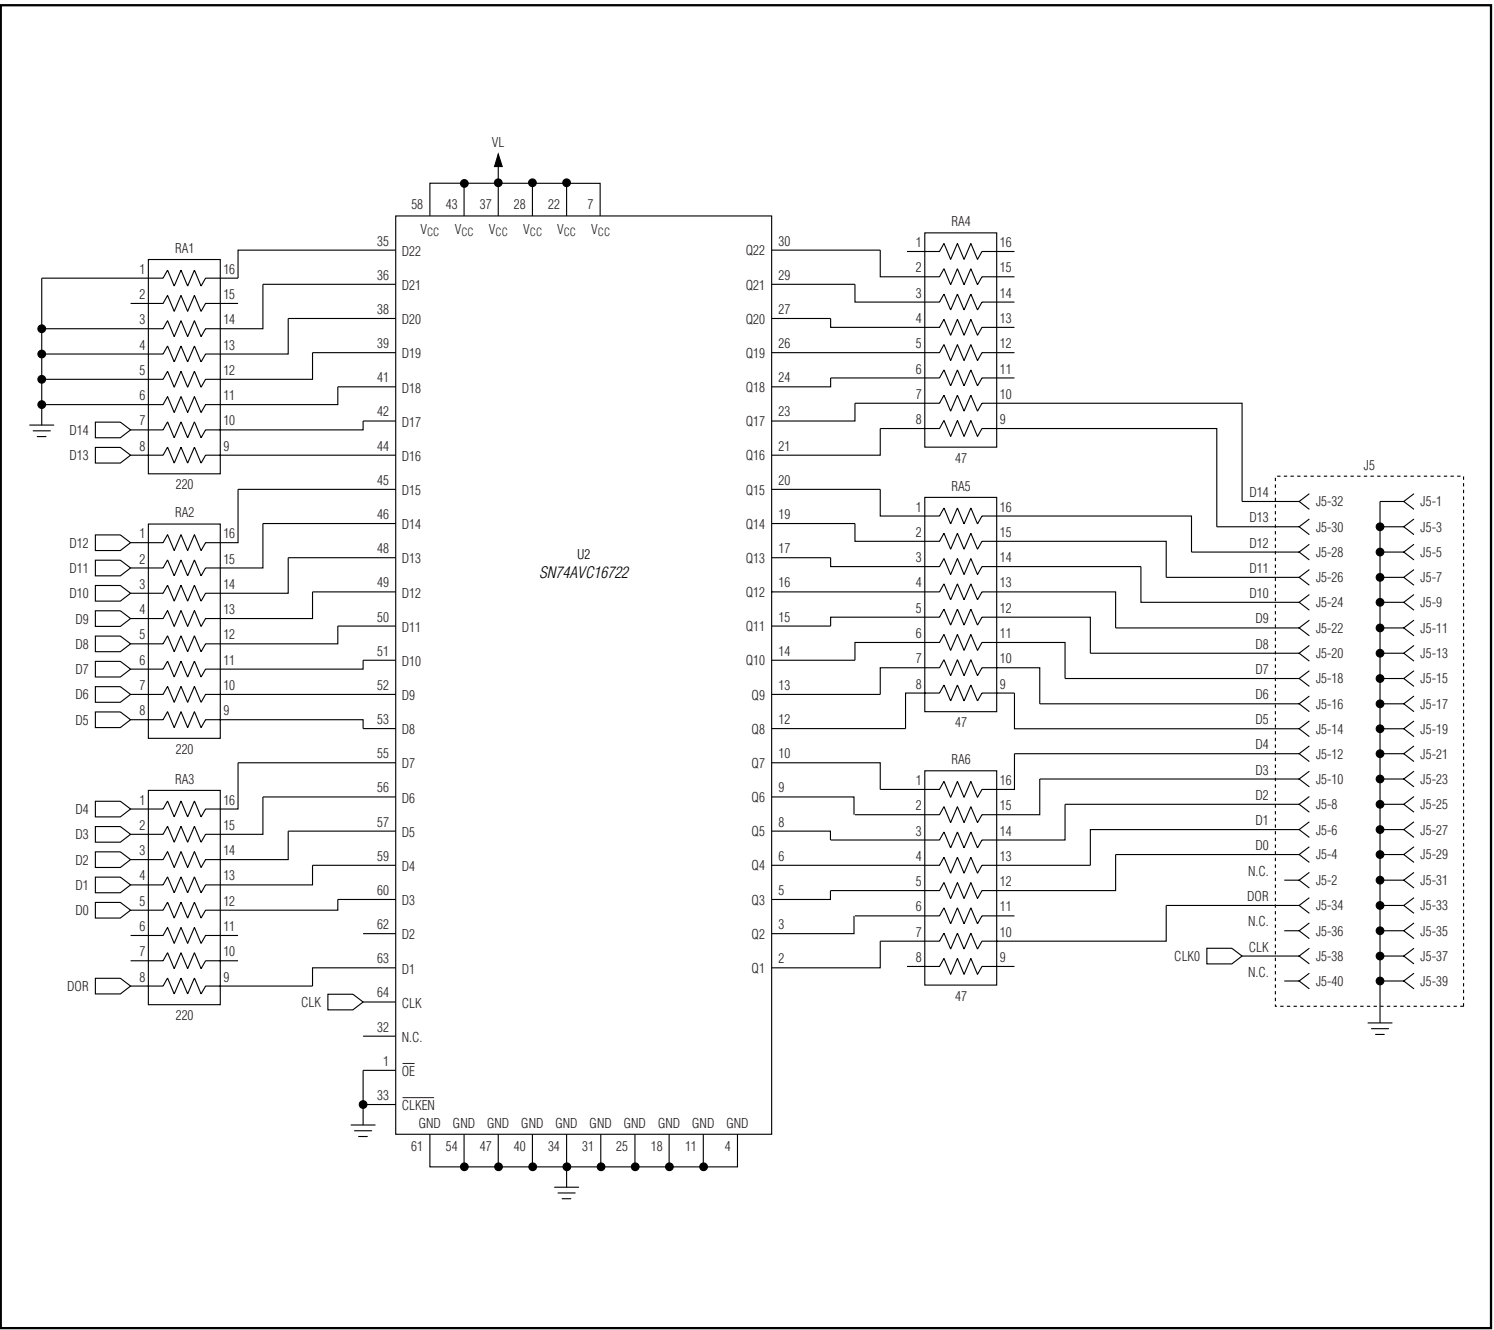 VL
58 43 37 28 22 7
VCC VCC VCC VCC VCC VCC
U2
SN74AVC16722
RA1
1 16
2 15
3 14
4 13
5 12
6 11
D14 7 10
D13 8 9
220
RA2
D12 1 16
D11 2 15
D10 3 14
D9 4 13
D8 5 12
D7 6 11
D6 7 10
D5 8 9
220
RA3
D4 1 16
D3 2 15
D2 3 14
D1 4 13
D0 5 12
6 11
7 10
DOR 8 9
220
35 D22
36 D21
38 D20
39 D19
41 D18
42 D17
44 D16
45 D15
46 D14
48 D13
49 D12
50 D11
51 D10
52 D9
53 D8
55 D7
56 D6
57 D5
59 D4
60 D3
62 D2
63 D1
CLK 64 CLK
32 N.C.
1 OE
33 CLKEN
GND GND GND GND GND GND GND GND GND GND
61 54 47 40 34 31 25 18 11 4
Q22 30
Q21 29
Q20 27
Q19 26
Q18 24
Q17 23
Q16 21
Q15 20
Q14 19
Q13 17
Q12 16
Q11 15
Q10 14
Q9 13
Q8 12
Q7 10
Q6 9
Q5 8
Q4 6
Q3 5
Q2 3
Q1 2
RA4
1 16
2 15
3 14
4 13
5 12
6 11
7 10
8 9
47
RA5
1 16
2 15
3 14
4 13
5 12
6 11
7 10
8 9
47
RA6
1 16
2 15
3 14
4 13
5 12
6 11
7 10
8 9
47
J5
D14 J5-32 J5-1
D13 J5-30 J5-3
D12 J5-28 J5-5
D11 J5-26 J5-7
D10 J5-24 J5-9
D9 J5-22 J5-11
D8 J5-20 J5-13
D7 J5-18 J5-15
D6 J5-16 J5-17
D5 J5-14 J5-19
D4 J5-12 J5-21
D3 J5-10 J5-23
D2 J5-8 J5-25
D1 J5-6 J5-27
D0 J5-4 J5-29
N.C. J5-2 J5-31
DOR J5-34 J5-33
N.C. J5-36 J5-35
CLK0 CLK J5-38 J5-37
N.C. J5-40 J5-39